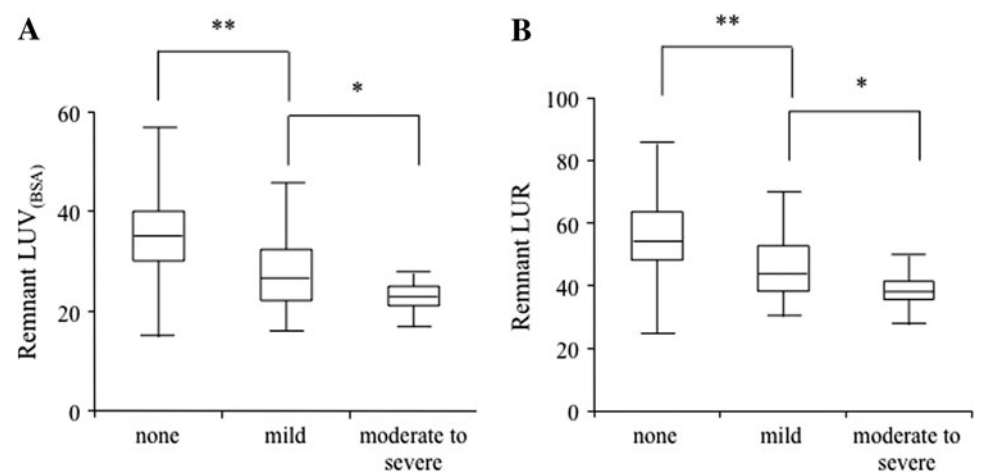 A
**
*
60
40
20
0
Remnant LUV(BSA)
none
mild
moderate to
severe
B
**
*
100
80
60
40
20
0
Remnant LUR
none
mild
moderate to
severe